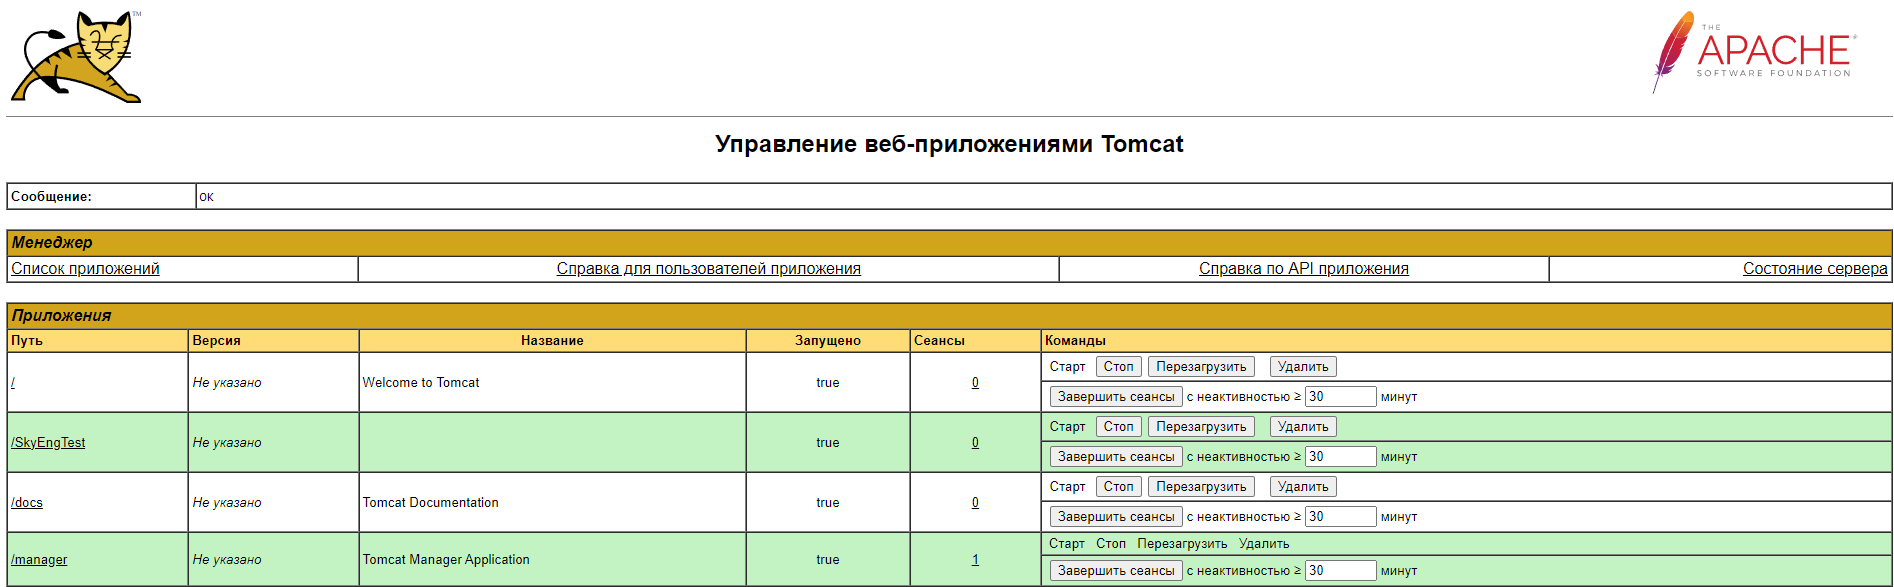 TM
THE
APACHE®
SOFTWARE FOUNDATION
Управление веб-приложениями Tomcat
Сообщение: OK
Менеджер
Список приложений Справка для пользователей приложения Справка по API приложения Состояние сервера
Приложения
Путь Версия Название Запущено Сеансы Команды
/ Не указано Welcome to Tomcat true 0 Старт Стоп Перезагрузить Удалить
Завершить сеансы с неактивностью ≥ 30 минут
/SkyEngTest Не указано true 0 Старт Стоп Перезагрузить Удалить
Завершить сеансы с неактивностью ≥ 30 минут
/docs Не указано Tomcat Documentation true 0 Старт Стоп Перезагрузить Удалить
Завершить сеансы с неактивностью ≥ 30 минут
/manager Не указано Tomcat Manager Application true 1 Старт Стоп Перезагрузить Удалить
Завершить сеансы с неактивностью ≥ 30 минут